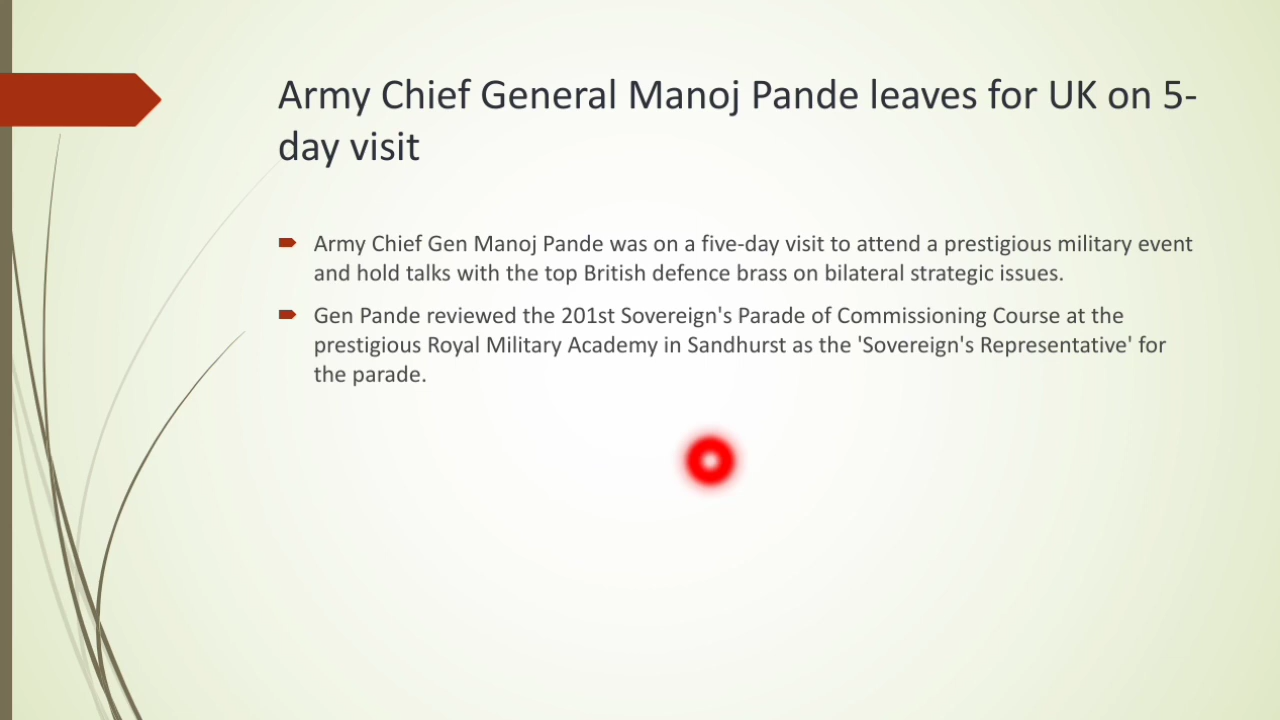 Army Chief General Manoj Pande leaves for UK on 5-
day visit
Army Chief Gen Manoj Pande was on a five-day visit to attend a prestigious military event
and hold talks with the top British defence brass on bilateral strategic issues.
Gen Pande reviewed the 201st Sovereign's Parade of Commissioning Course at the
prestigious Royal Military Academy in Sandhurst as the 'Sovereign's Representative' for
the parade.